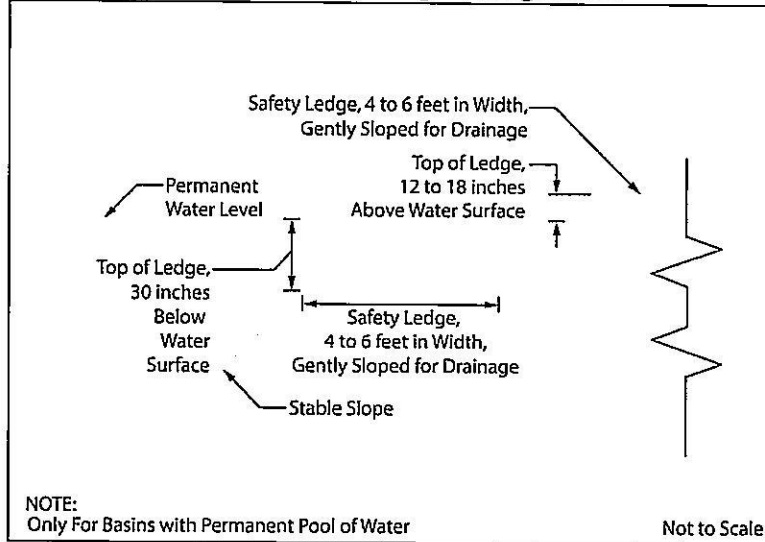 Safety Ledge, 4 to 6 feet in Width,
Gently Sloped for Drainage
Top of Ledge,
12 to 18 inches
Above Water Surface
Permanent
Water Level
Top of Ledge,
30 inches
Below
Water
Surface
Safety Ledge,
4 to 6 feet in Width,
Gently Sloped for Drainage
Stable Slope
NOTE:
Only For Basins with Permanent Pool of Water
Not to Scale